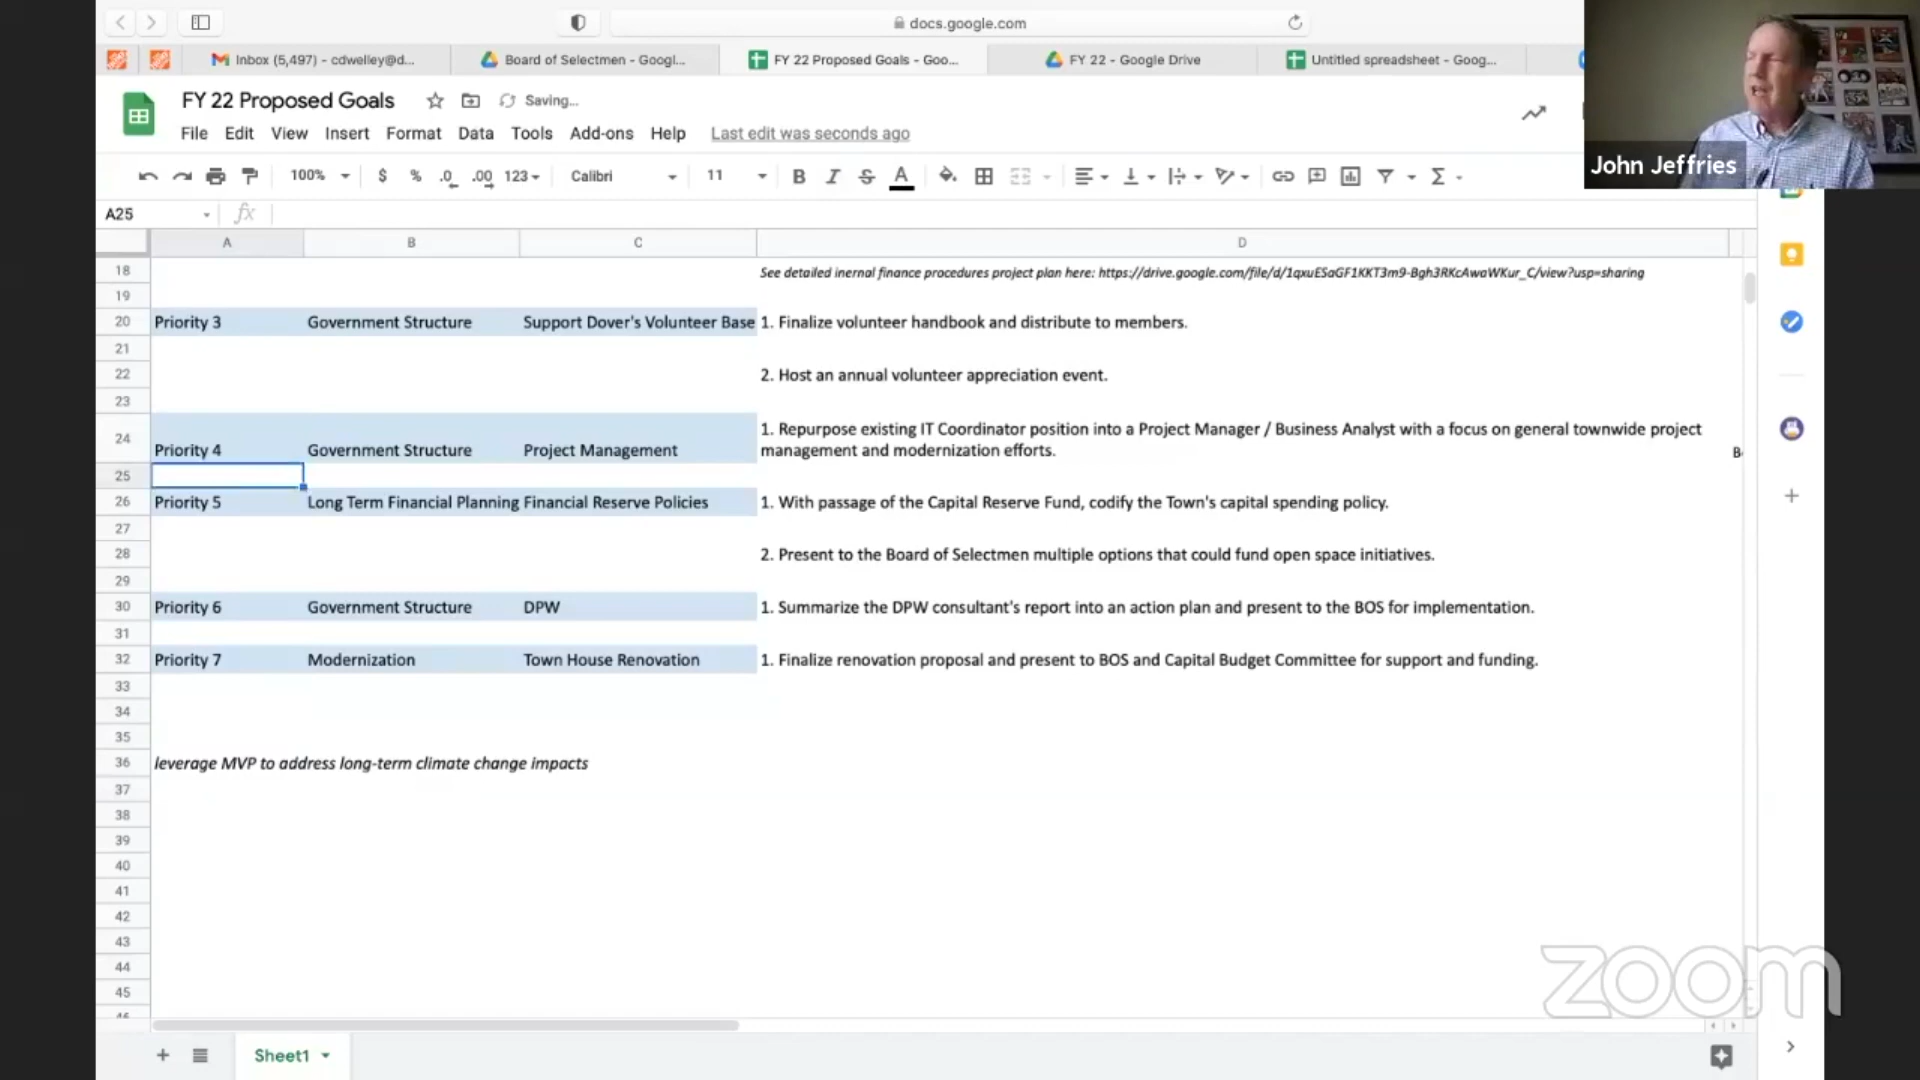 docs.google.com
Inbox (5,497) - cdwelley@d...
Board of Selectmen - Googl...
FY 22 Proposed Goals - Goo...
FY 22 - Google Drive
Untitled spreadsheet - Goog...
FY 22 Proposed Goals
Saving...
File Edit View Insert Format Data Tools Add-ons Help Last edit was seconds ago
John Jeffries
100% $ % .0 .00 123 Calibri 11 B I S A Σ
A25 fx
A B C D
18 See detailed inernal finance procedures project plan here: https://drive.google.com/file/d/1qxuESaGF1KKT3m9-Bgh3RKcAwaWKur_C/view?usp=sharing
19
20 Priority 3 Government Structure Support Dover's Volunteer Base 1. Finalize volunteer handbook and distribute to members.
21
22 2. Host an annual volunteer appreciation event.
23
24 Priority 4 Government Structure Project Management 1. Repurpose existing IT Coordinator position into a Project Manager / Business Analyst with a focus on general townwide project
management and modernization efforts.
25
26 Priority 5 Long Term Financial Planning Financial Reserve Policies 1. With passage of the Capital Reserve Fund, codify the Town's capital spending policy.
27
28 2. Present to the Board of Selectmen multiple options that could fund open space initiatives.
29
30 Priority 6 Government Structure DPW 1. Summarize the DPW consultant's report into an action plan and present to the BOS for implementation.
31
32 Priority 7 Modernization Town House Renovation 1. Finalize renovation proposal and present to BOS and Capital Budget Committee for support and funding.
33
34
35
36 leverage MVP to address long-term climate change impacts
37
38
39
40
41
42
43
44
45
zoom
Sheet1